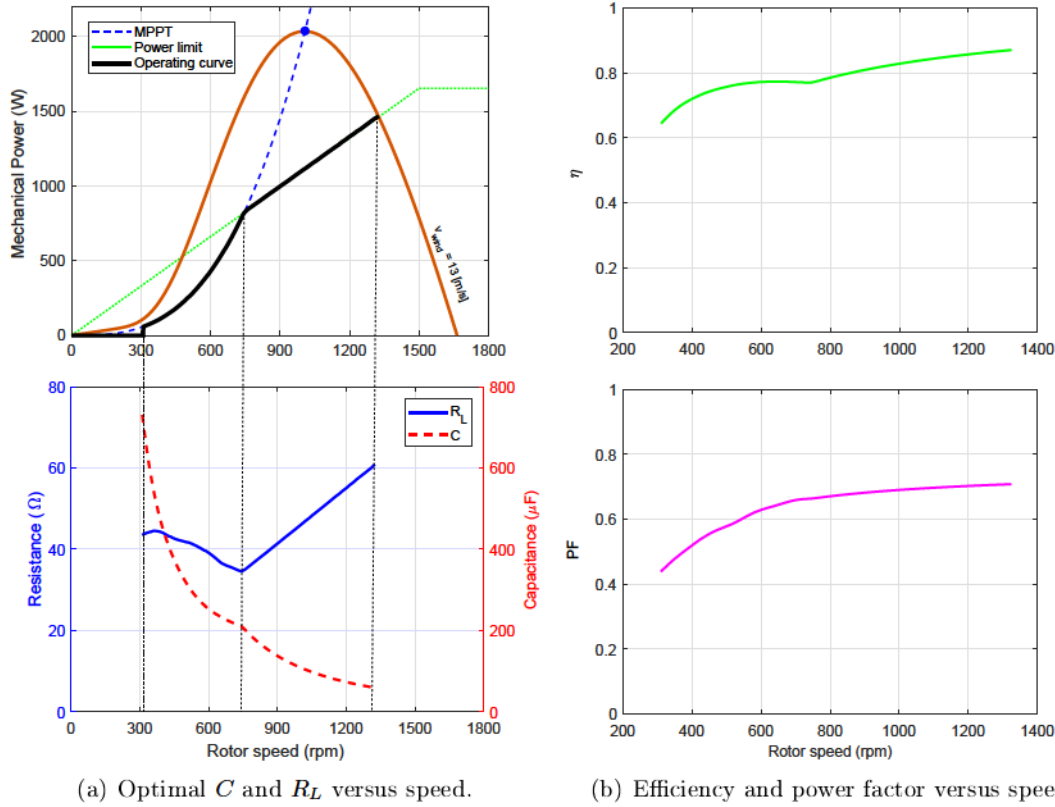 2000
1500
1000
500
0
Mechanical Power (W)
MPPT
Power limit
Operating curve
v wind = 13 [m/s]
0 300 600 900 1200 1500 1800
80
60
40
20
0
Resistance (Ω)
R_L
C
800
600
400
200
0
Capacitance (μF)
0 300 600 900 1200 1500 1800
Rotor speed (rpm)
(a) Optimal C and R_L versus speed.
1
0.8
0.6
0.4
0.2
0
η
200 400 600 800 1000 1200 1400
1
0.8
0.6
0.4
0.2
0
PF
200 400 600 800 1000 1200 1400
Rotor speed (rpm)
(b) Efficiency and power factor versus spee